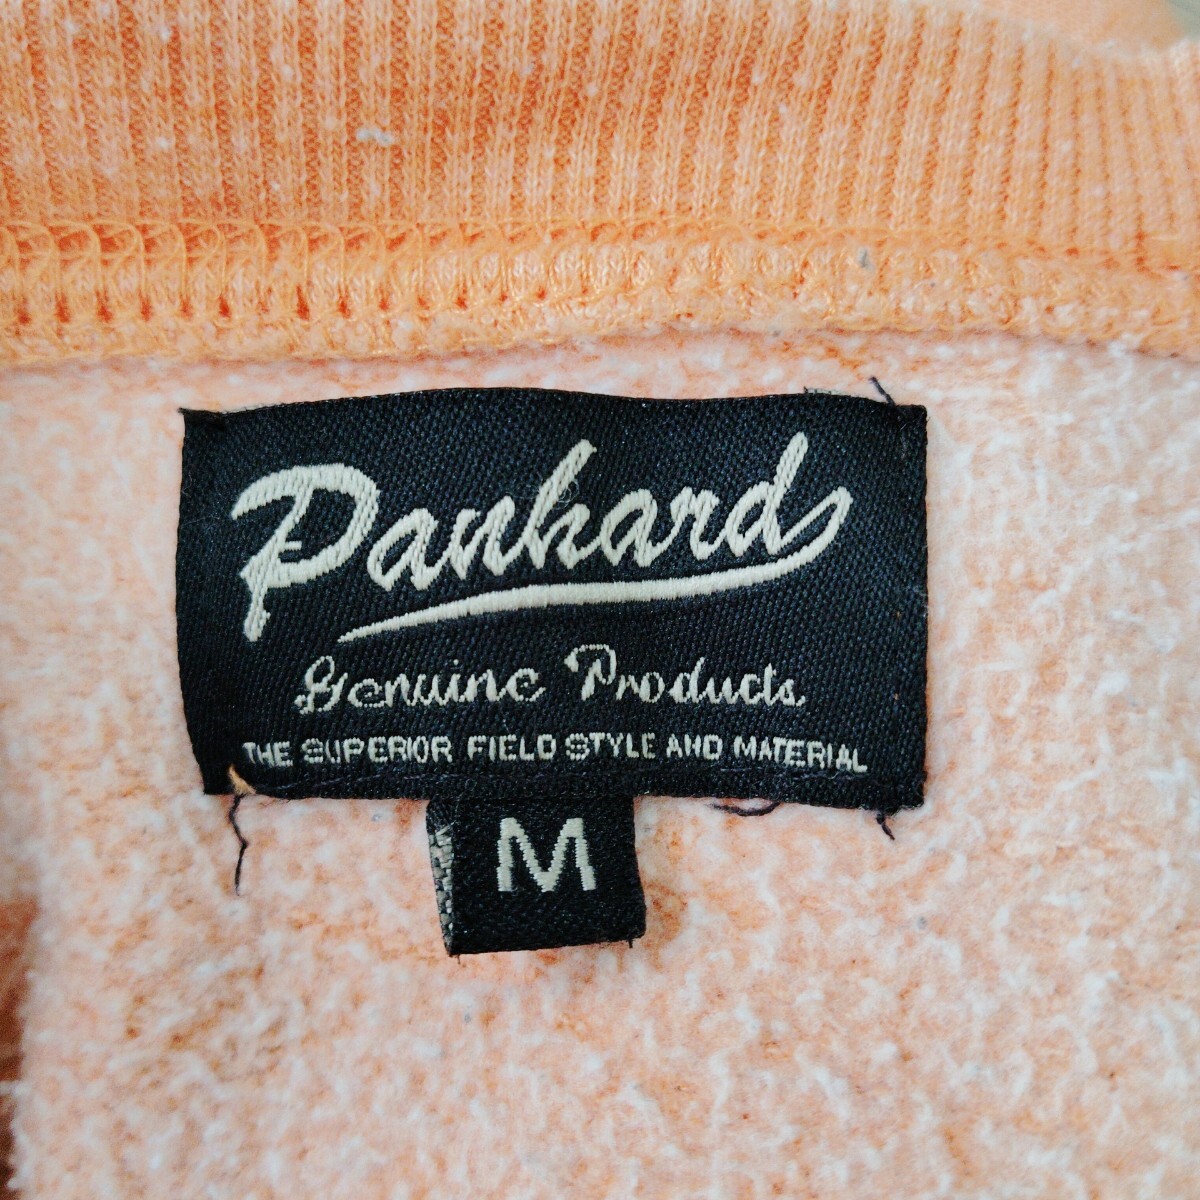 Panhard
Genuine Products
THE SUPERIOR FIELD STYLE AND MATERIAL
M